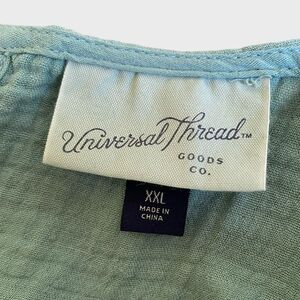 Universal Thread™
GOODS
CO.
XXL
MADE IN
CHINA